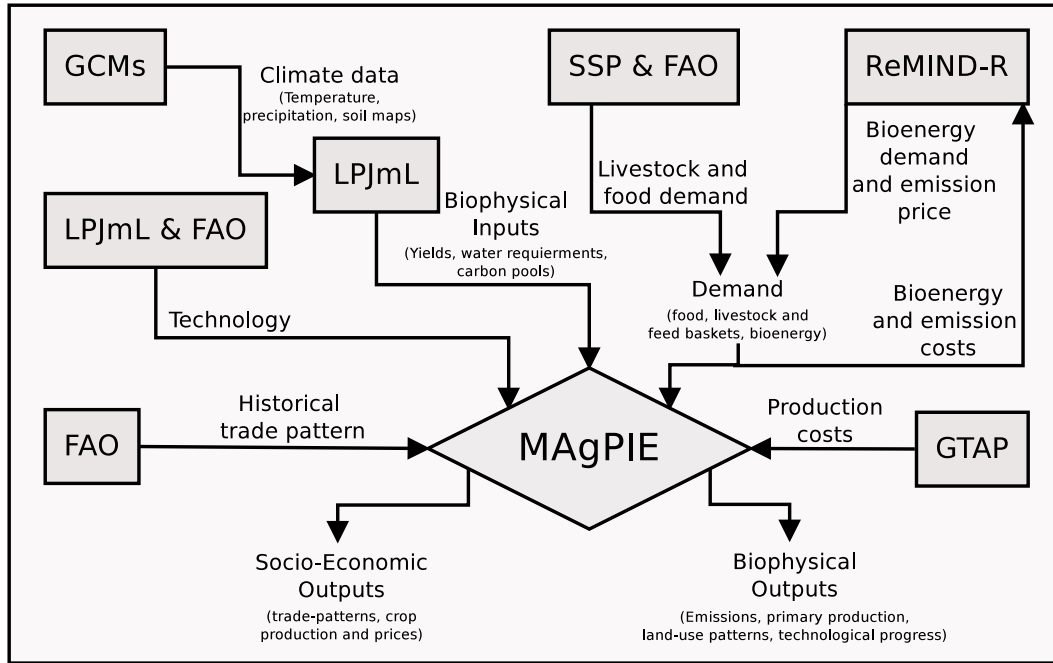 GCMs
Climate data
(Temperature,
precipitation, soil maps)
SSP & FAO
ReMIND-R
LPJmL
LPJmL & FAO
Biophysical
Inputs
(Yields, water requierments,
carbon pools)
Livestock and
food demand
Bioenergy
demand
and emission
price
Technology
Demand
(food, livestock and
feed baskets, bioenergy)
Bioenergy
and emission
costs
FAO
Historical
trade pattern
MAgPIE
Production
costs
GTAP
Socio-Economic
Outputs
(trade-patterns, crop
production and prices)
Biophysical
Outputs
(Emissions, primary production,
land-use patterns, technological progress)